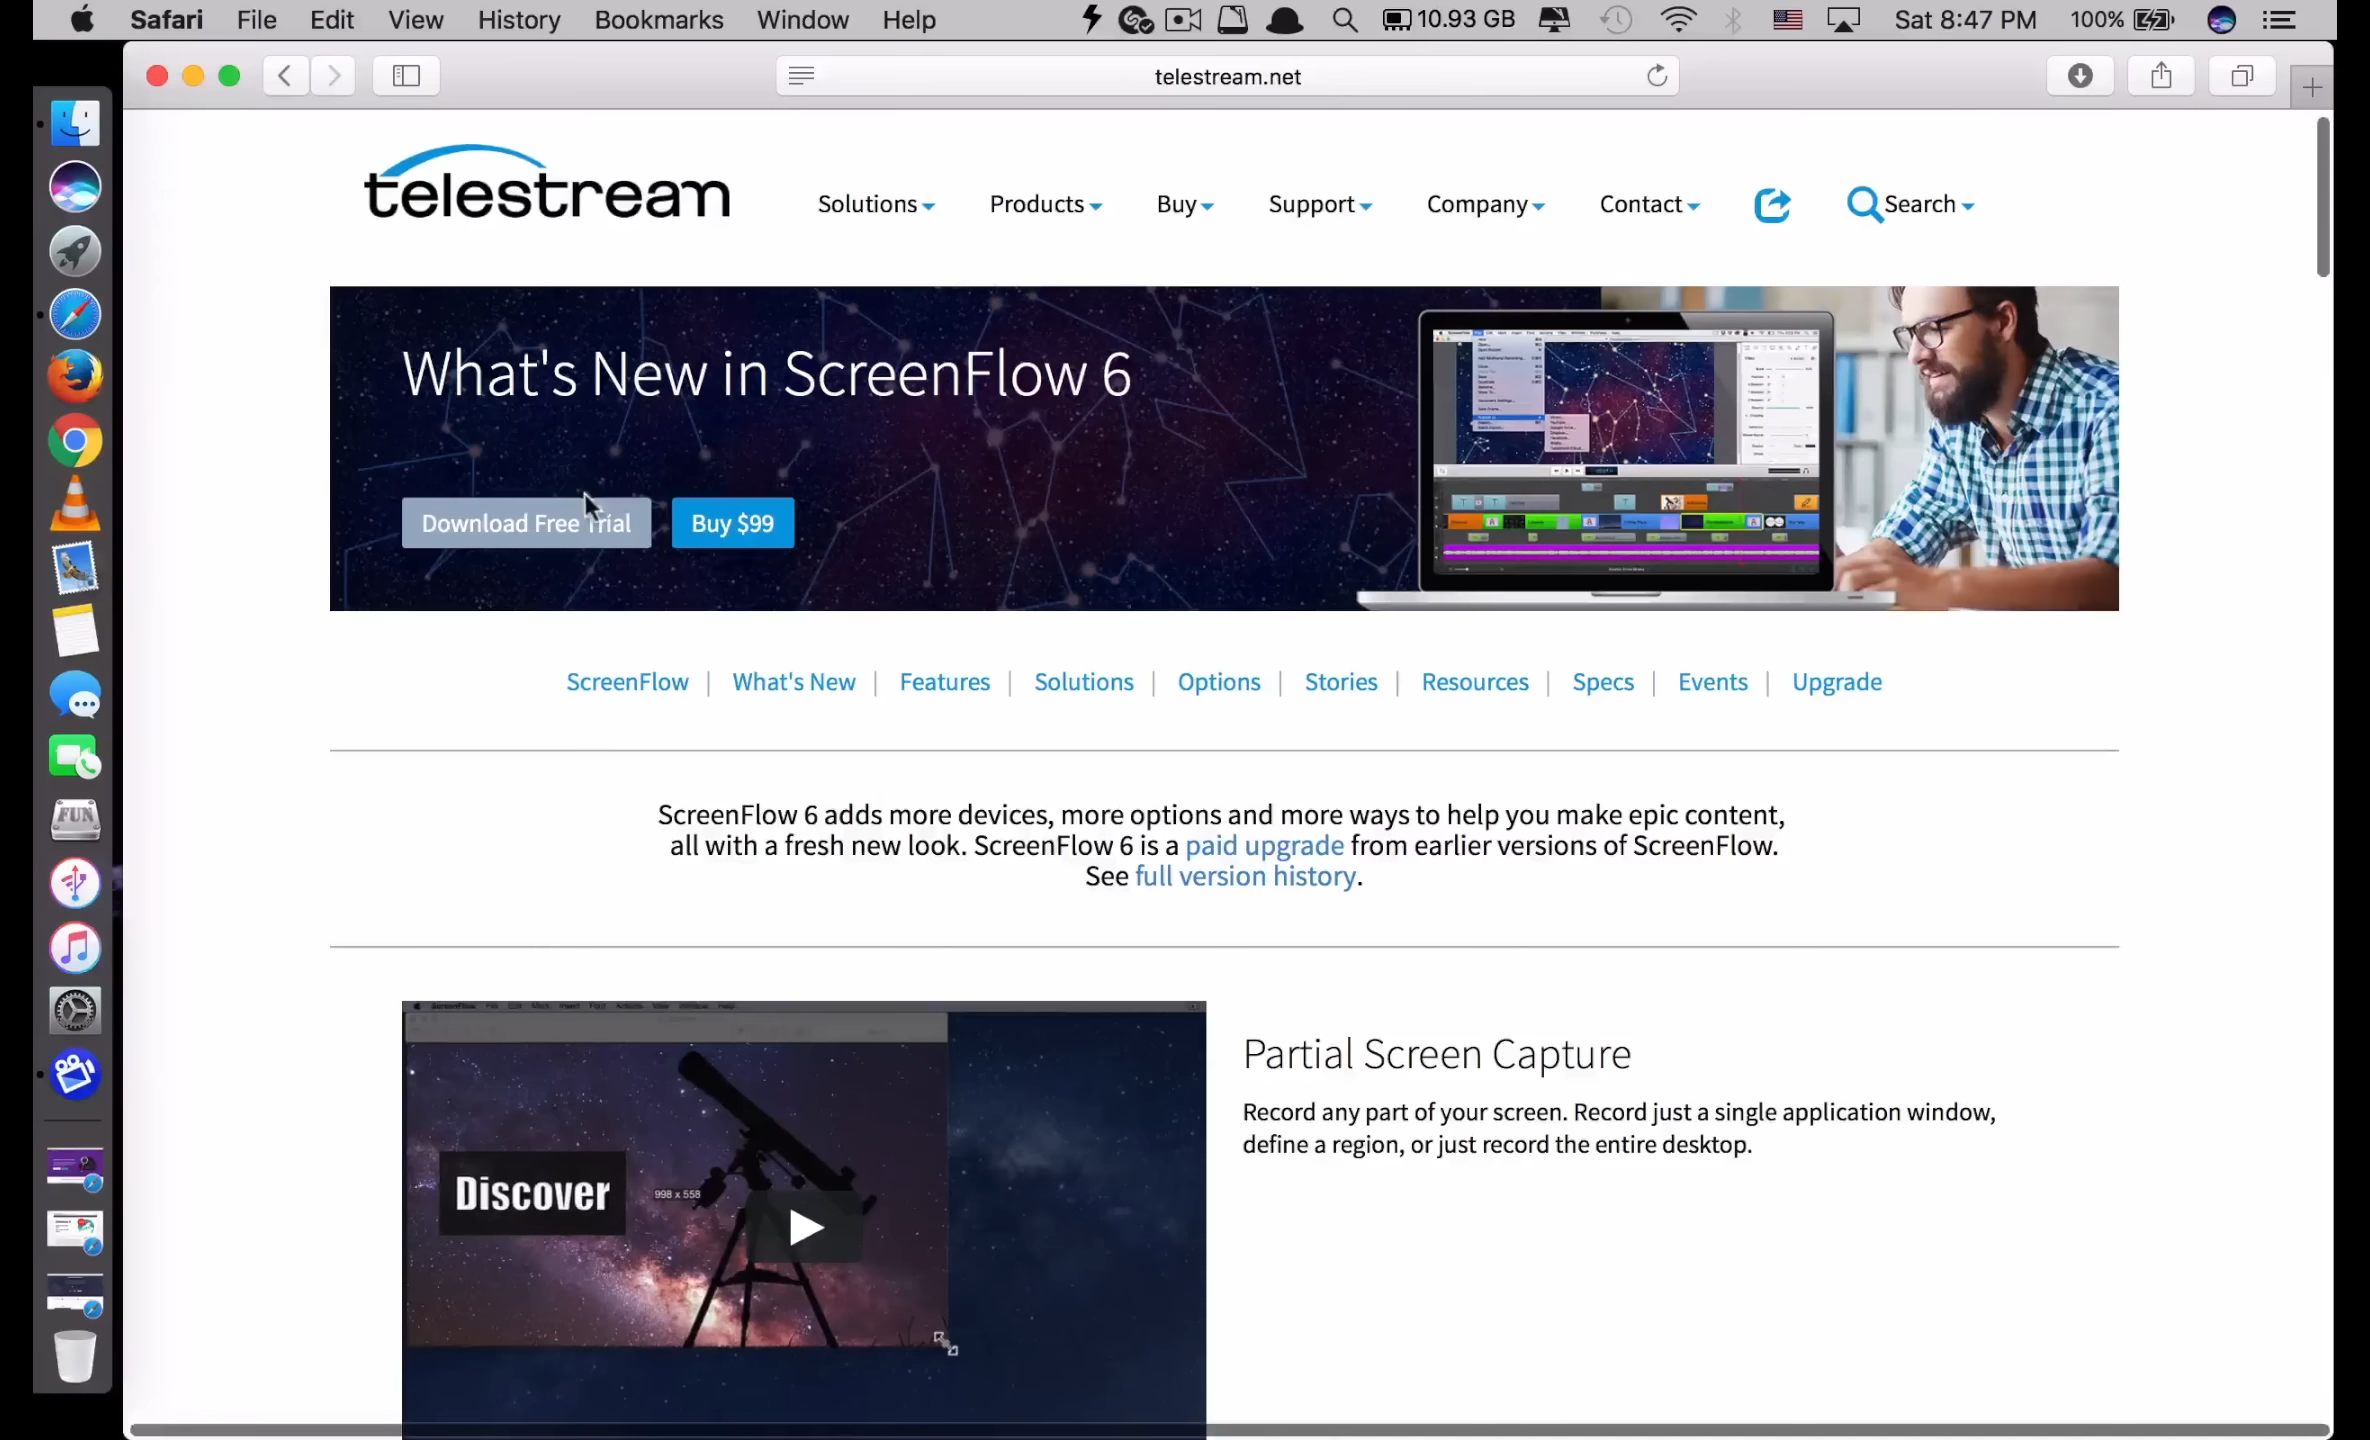 Safari File Edit View History Bookmarks Window Help 10.93 GB Sat 8:47 PM 100%
telestream.net
telestream Solutions Products Buy Support Company Contact Search
What's New in ScreenFlow 6
Download Free Trial Buy $99
ScreenFlow What's New Features Solutions Options Stories Resources Specs Events Upgrade
ScreenFlow 6 adds more devices, more options and more ways to help you make epic content,
all with a fresh new look. ScreenFlow 6 is a paid upgrade from earlier versions of ScreenFlow.
See full version history.
FUN
Discover
998 x 558
Partial Screen Capture
Record any part of your screen. Record just a single application window,
define a region, or just record the entire desktop.